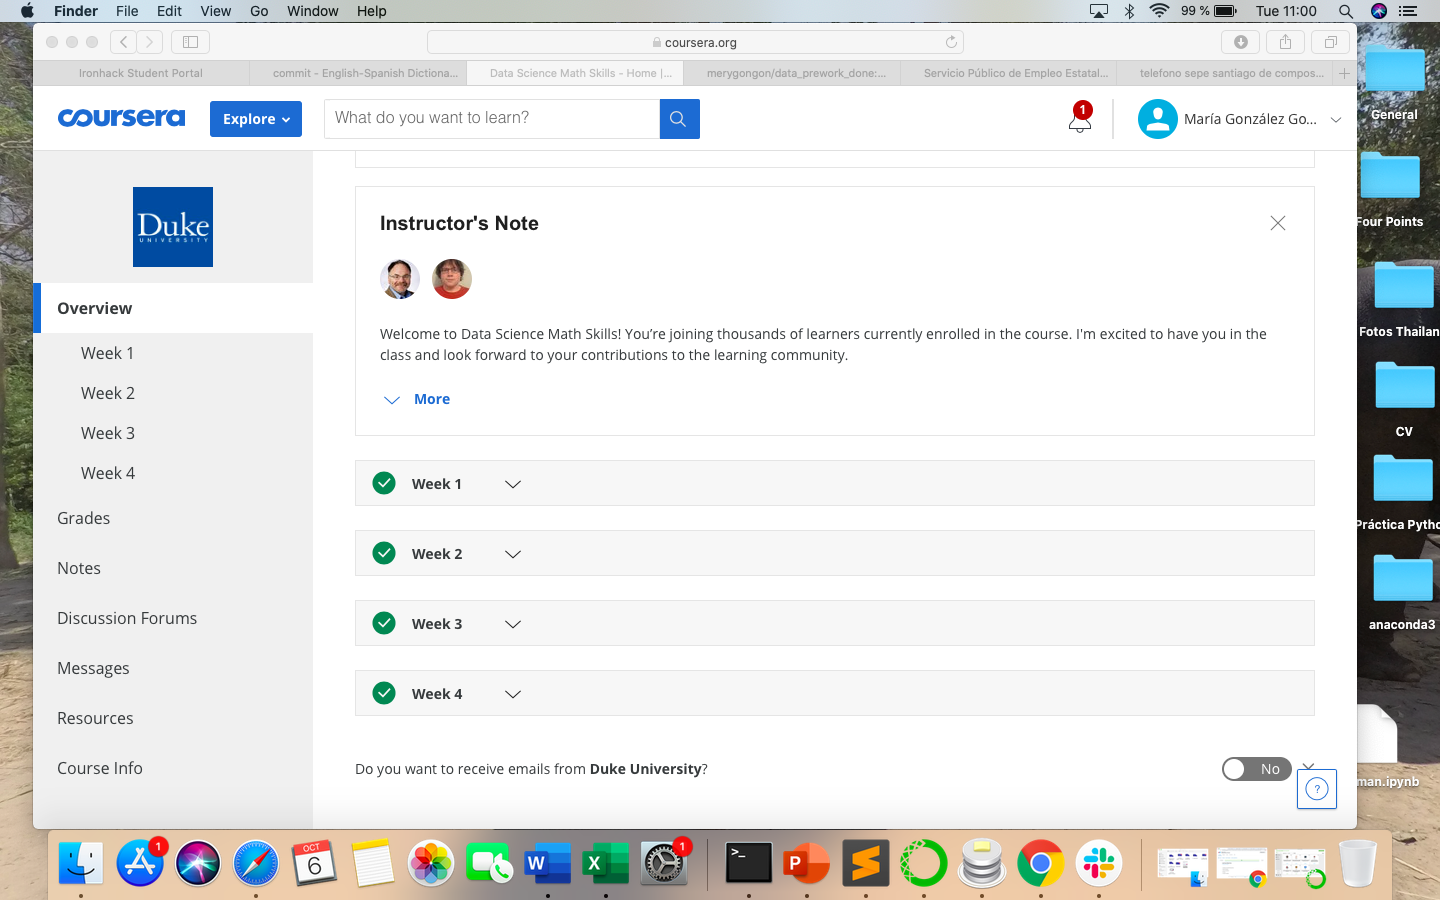 Finder File Edit View Go Window Help 99 % Tue 11:00
coursera.org
Ironhack Student Portal commit - English-Spanish Dictiona... Data Science Math Skills - Home |... merygongon/data_prework_done:... Servicio Público de Empleo Estatal... telefono sepe santiago de compos...
coursera Explore What do you want to learn? 1 María González Go...
Duke
UNIVERSITY
Overview
Week 1
Week 2
Week 3
Week 4
Grades
Notes
Discussion Forums
Messages
Resources
Course Info
Instructor's Note
Welcome to Data Science Math Skills! You’re joining thousands of learners currently enrolled in the course. I'm excited to have you in the
class and look forward to your contributions to the learning community.
More
Week 1
Week 2
Week 3
Week 4
Do you want to receive emails from Duke University? No
?
General
Four Points
Fotos Thailan
CV
Práctica Pytho
anaconda3
man.ipynb
1
OCT
6
W
X
1
>_
P